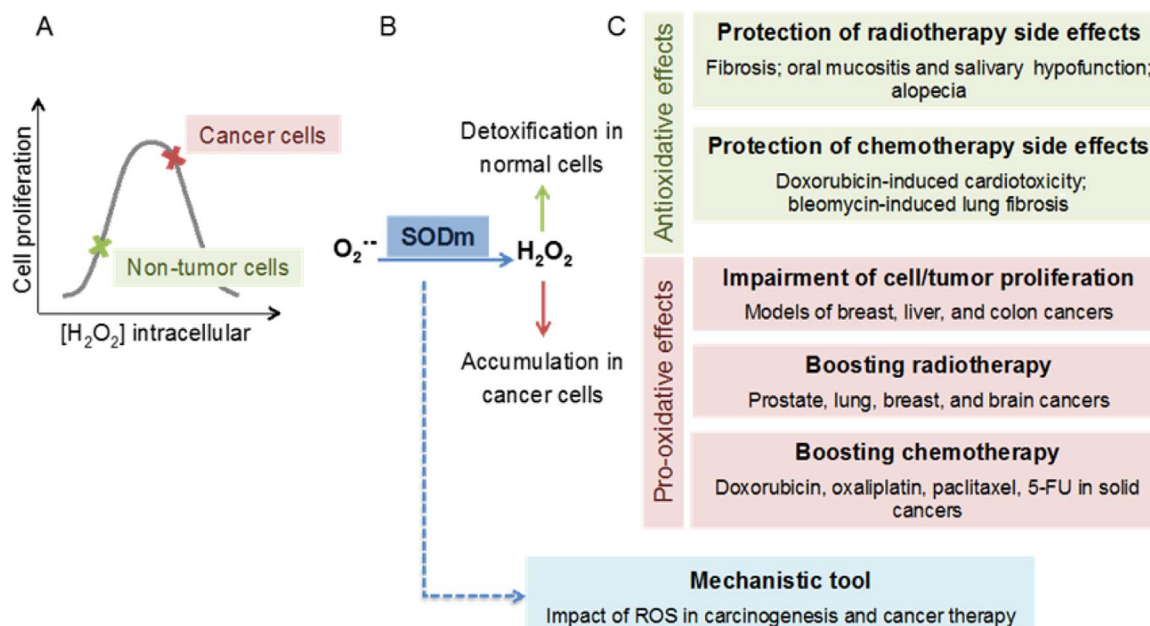 A
Cell proliferation
Cancer cells
Non-tumor cells
[H₂O₂] intracellular
B
Detoxification in
normal cells
O₂˙˙
SODm
H₂O₂
Accumulation in
cancer cells
C
Antioxidative effects
Protection of radiotherapy side effects
Fibrosis; oral mucositis and salivary hypofunction;
alopecia
Protection of chemotherapy side effects
Doxorubicin-induced cardiotoxicity;
bleomycin-induced lung fibrosis
Pro-oxidative effects
Impairment of cell/tumor proliferation
Models of breast, liver, and colon cancers
Boosting radiotherapy
Prostate, lung, breast, and brain cancers
Boosting chemotherapy
Doxorubicin, oxaliplatin, paclitaxel, 5-FU in solid
cancers
Mechanistic tool
Impact of ROS in carcinogenesis and cancer therapy